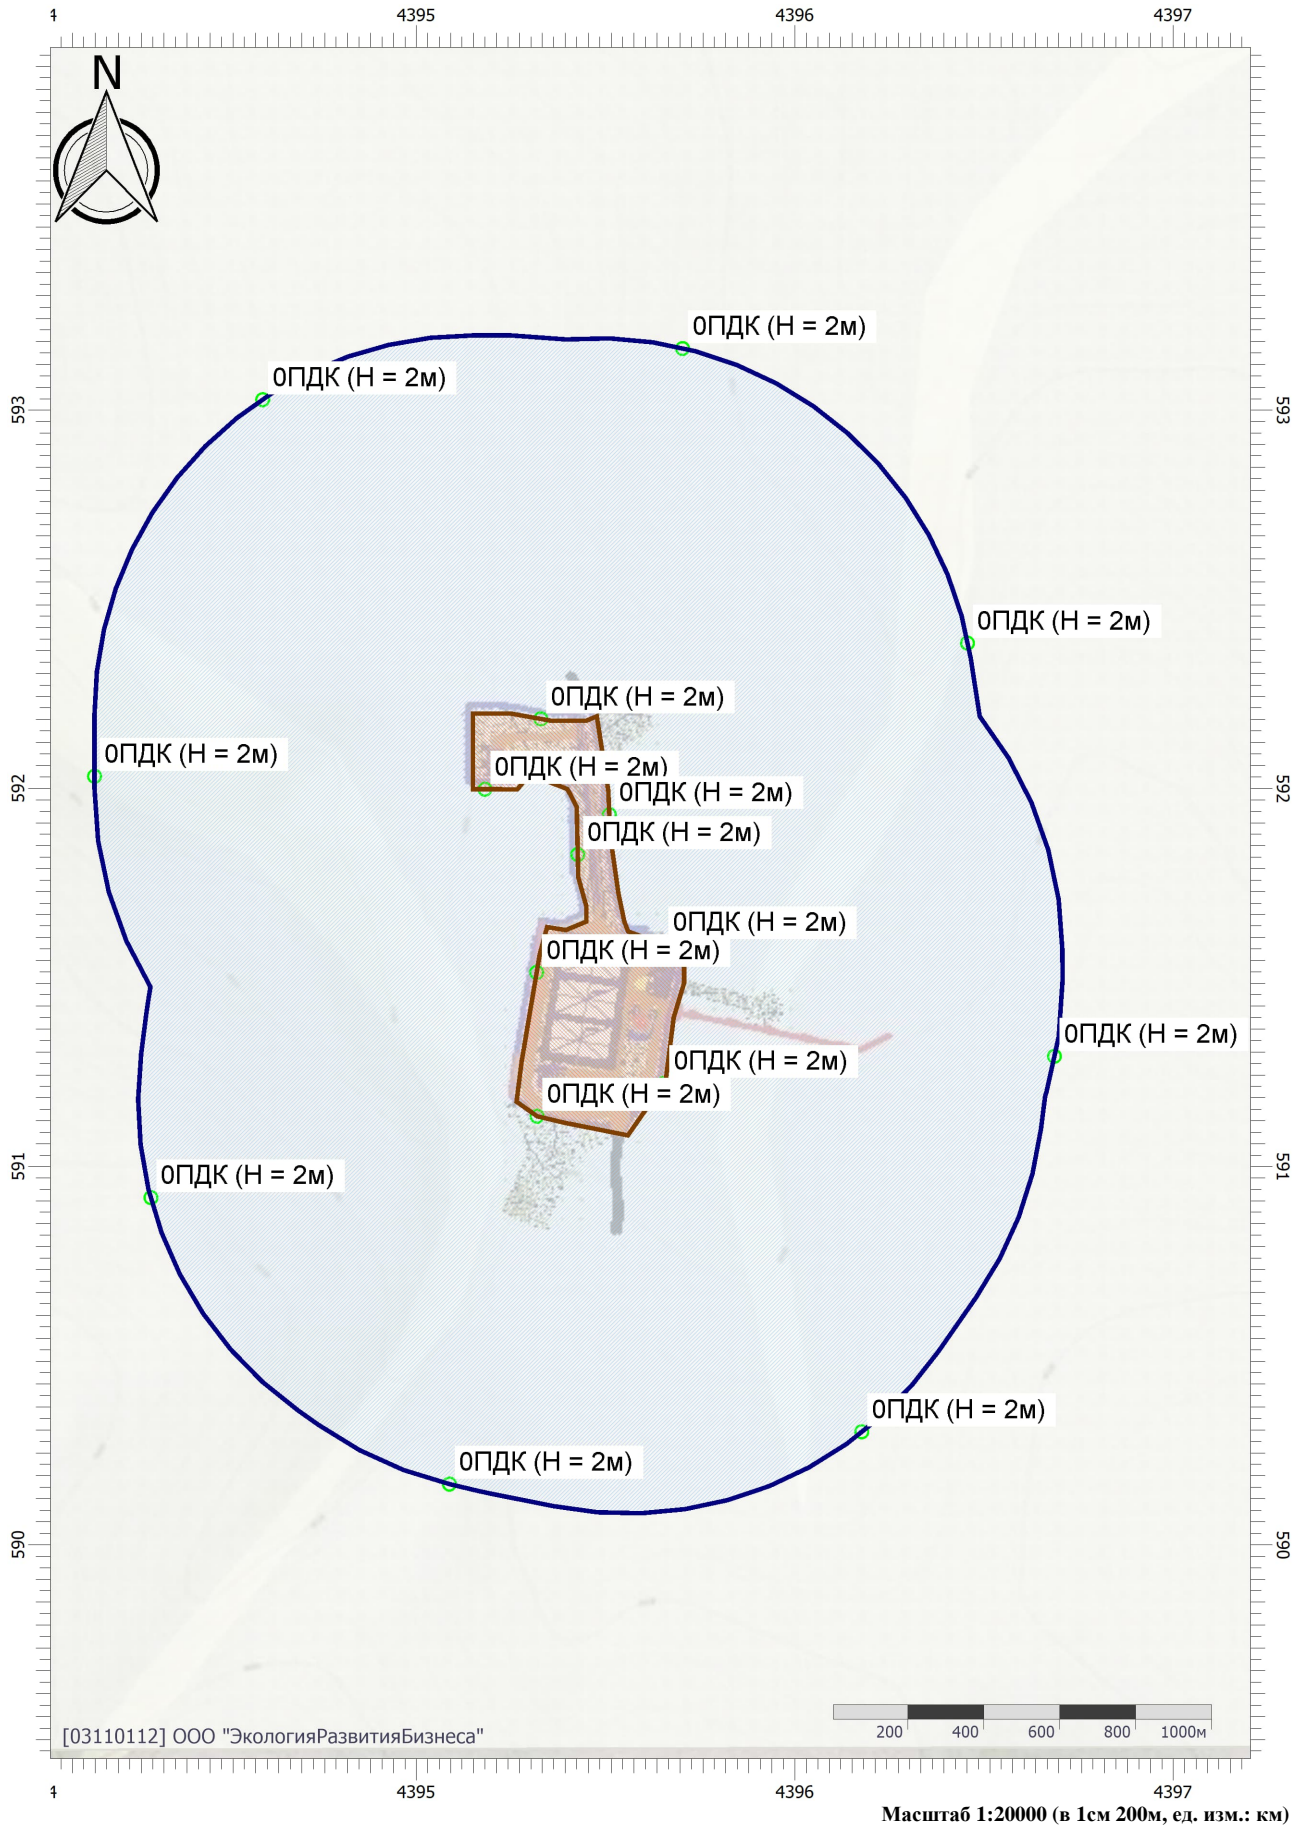 4 4395 4396 4397
N
0ПДК (Н = 2м)
0ПДК (Н = 2м)
593 593
0ПДК (Н = 2м)
0ПДК (Н = 2м)
0ПДК (Н = 2м)
0ПДК (Н = 2м)
592 592
0ПДК (Н = 2м)
0ПДК (Н = 2м)
0ПДК (Н = 2м)
0ПДК (Н = 2м)
0ПДК (Н = 2м)
0ПДК (Н = 2м)
0ПДК (Н = 2м)
591 591
0ПДК (Н = 2м)
0ПДК (Н = 2м)
0ПДК (Н = 2м)
590 590
200 400 600 800 1000м
[03110112] ООО "ЭкологияРазвитияБизнеса"
4 4395 4396 4397
Масштаб 1:20000 (в 1см 200м, ед. изм.: км)